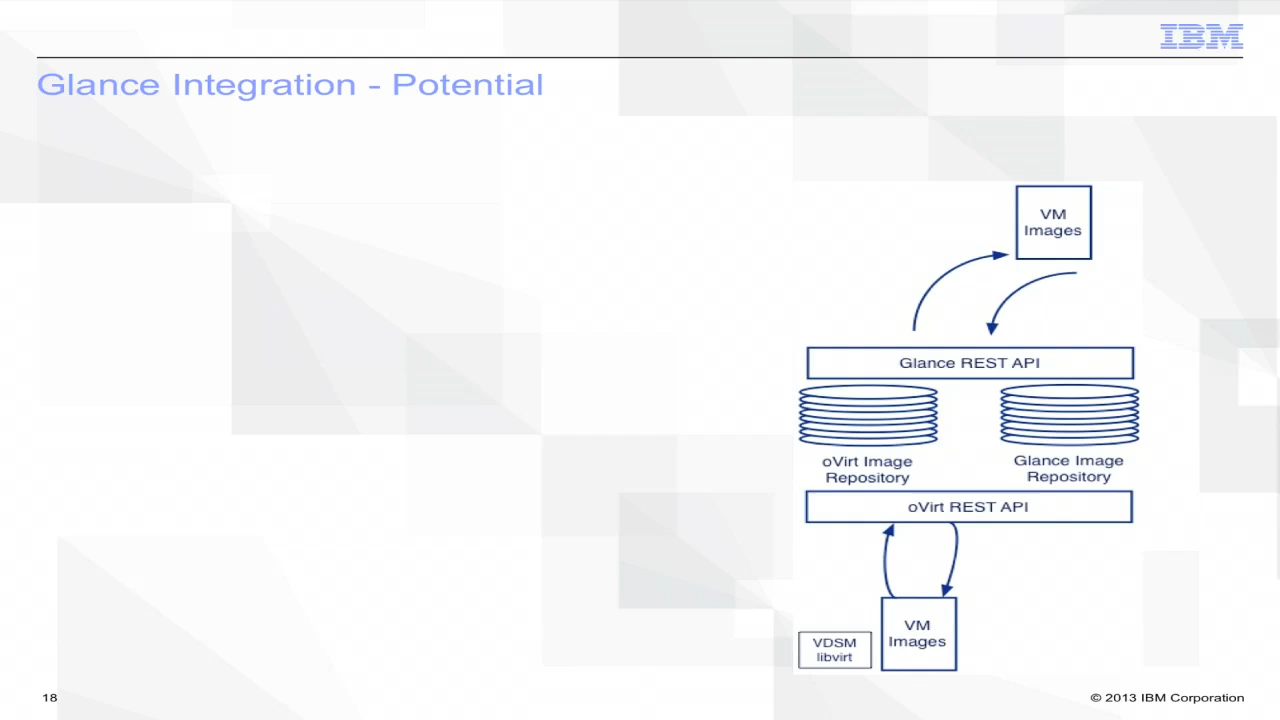 IBM
Glance Integration - Potential
VM
Images
Glance REST API
oVirt Image
Repository
Glance Image
Repository
oVirt REST API
VM
Images
VDSM
libvirt
18
© 2013 IBM Corporation